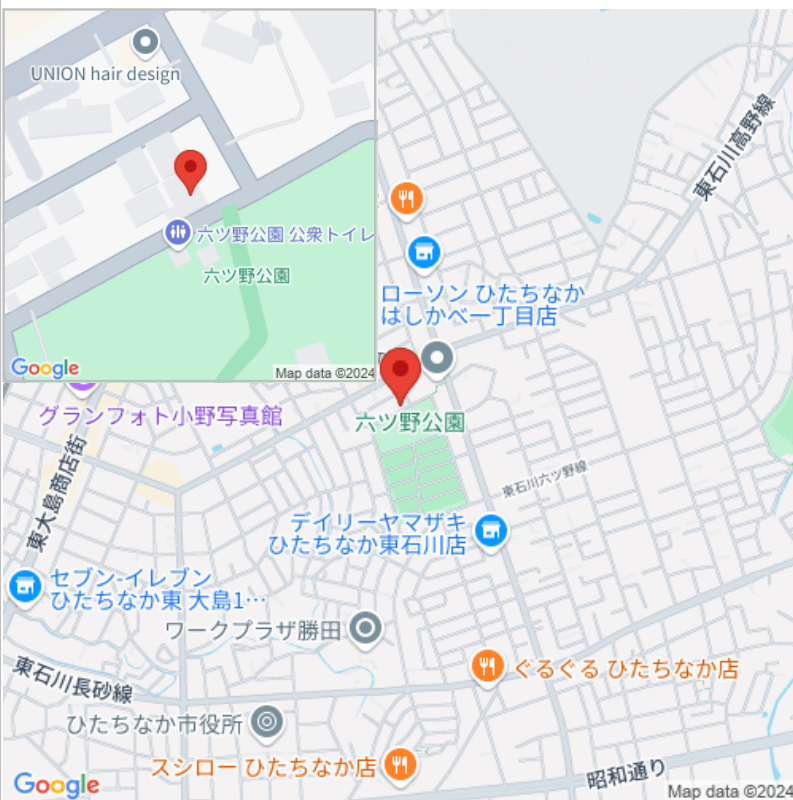 UNION hair design
六ツ野公園 公衆トイレ
六ツ野公園
Google
Map data ©2024
東石川高野線
ローソン ひたちなか
はしかべ一丁目店
グランフォト小野写真館
六ツ野公園
東大島商店街
東石川六ツ野線
デイリーヤマザキ
ひたちなか東石川店
セブン-イレブン
ひたちなか東 大島1…
ワークプラザ勝田
東石川長砂線
ぐるぐる ひたちなか店
ひたちなか市役所
スシロー ひたちなか店
昭和通り
Google
Map data ©2024